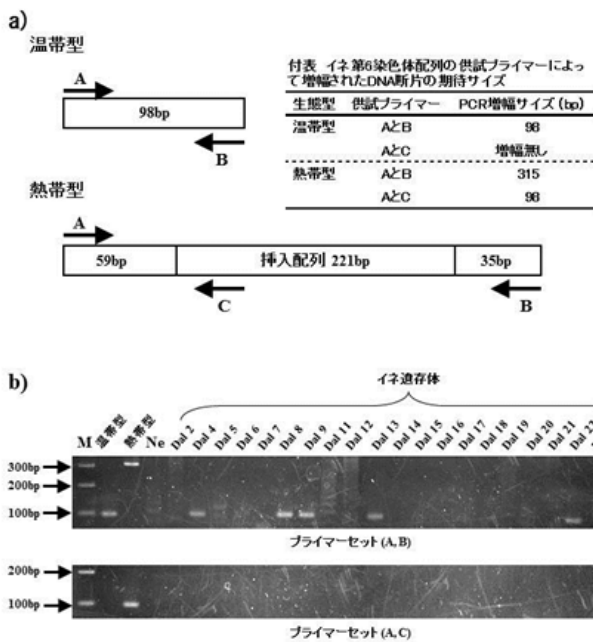 a)
温帯型
A
98bp
B
付表 イネ第6染色体配列の供試プライマーによっ
て増幅されたDNA断片の期待サイズ
生態型 供試プライマー PCR増幅サイズ(bp)
温帯型 AとB 98
AとC 増幅無し
熱帯型 AとB 315
AとC 98
熱帯型
A
59bp 挿入配列 221bp 35bp
C B
b)
イネ遺存体
M 温帯型 熱帯型 Ne Dal 2 Dal 4 Dal 5 Dal 6 Dal 7 Dal 8 Dal 9 Dal 11 Dal 12 Dal 13 Dal 14 Dal 15 Dal 16 Dal 17 Dal 18 Dal 19 Dal 20 Dal 21 Dal 22
300bp
200bp
100bp
プライマーセット(A, B)
200bp
100bp
プライマーセット(A, C)